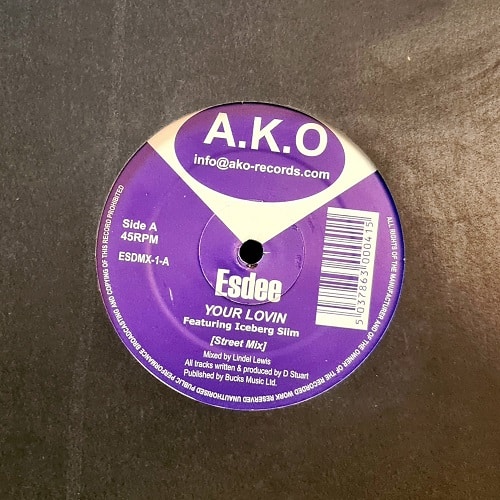 A.K.O
info@ako-records.com
Side A
45RPM
ESDMX-1-A
Esdee
YOUR LOVIN
Featuring Iceberg Slim
[Street Mix]
Mixed by Lindel Lewis
All tracks written & produced by D Stuart
Published by Bucks Music Ltd.
5 037863 000415
ALL RIGHTS OF THE MANUFACTURER AND OF THE OWNER OF THE RECORDED WORK RESERVED UNAUTHORISED PUBLIC PERFORMANCE BROADCASTING AND COPYING OF THIS RECORD PROHIBITED